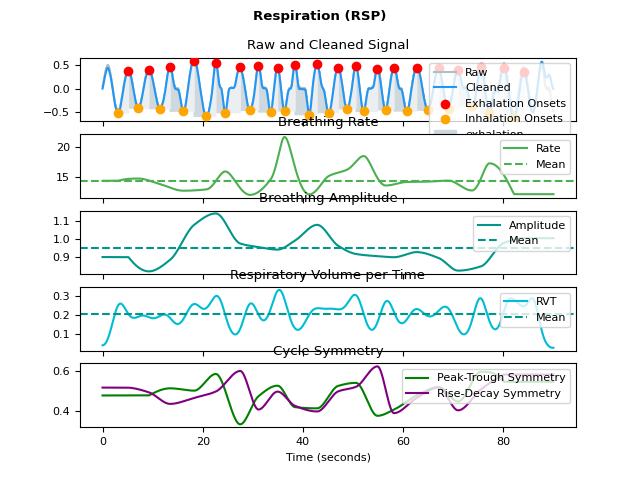 Respiration (RSP)
Raw and Cleaned Signal
0.5
0.0
−0.5
Raw
Cleaned
Exhalation Onsets
Inhalation Onsets
exhalation
Breathing Rate
20
15
Rate
Mean
Breathing Amplitude
1.1
1.0
0.9
Amplitude
Mean
Respiratory Volume per Time
0.3
0.2
0.1
RVT
Mean
Cycle Symmetry
0.6
0.4
Peak-Trough Symmetry
Rise-Decay Symmetry
0 20 40 60 80
Time (seconds)